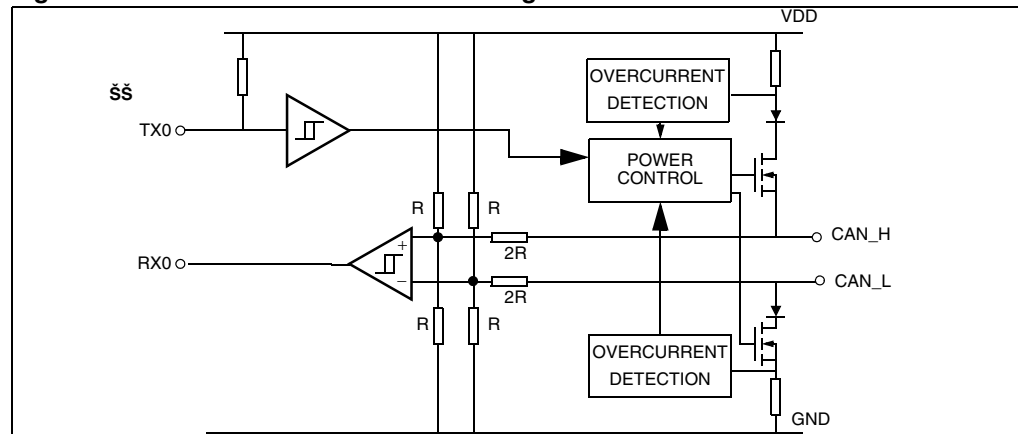 VDD
OVERCURRENT
DETECTION
ŠŠ
TX0
POWER
CONTROL
R R
CAN_H
2R
RX0
+
−
CAN_L
2R
R R
OVERCURRENT
DETECTION
GND